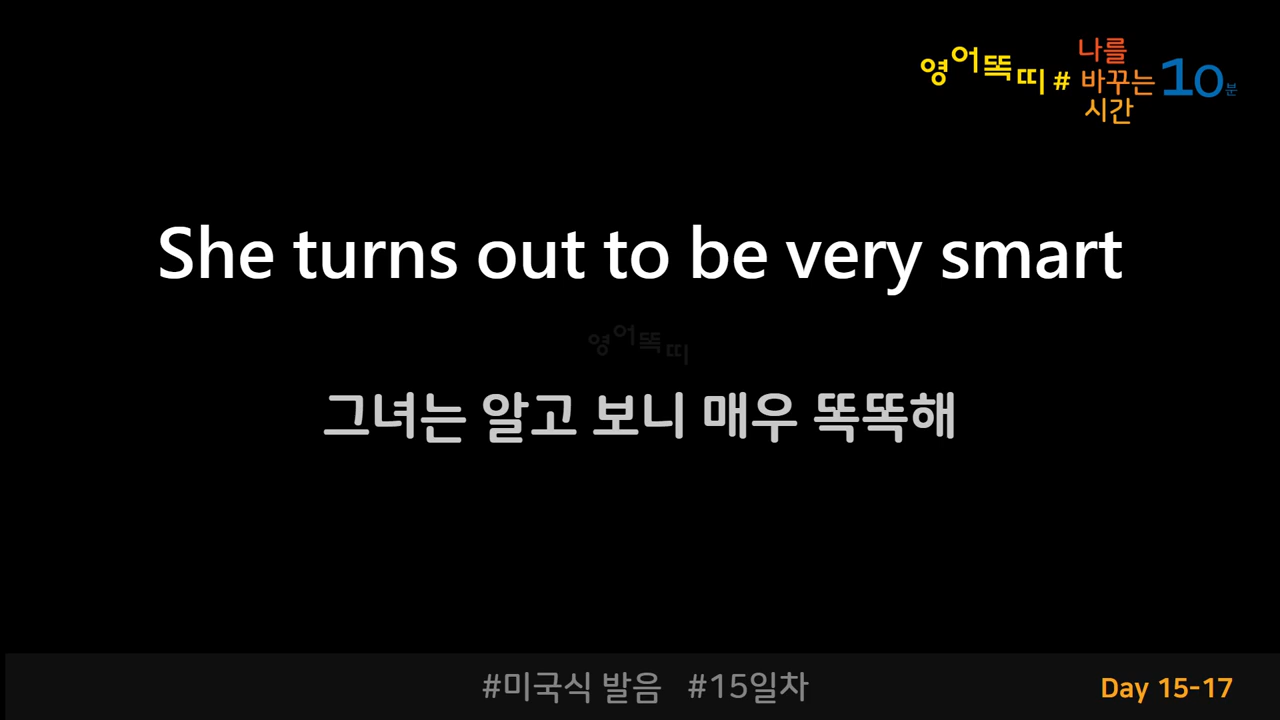 영어똑띠 # 나를 바꾸는 시간 10분
She turns out to be very smart
영어똑띠
그녀는 알고 보니 매우 똑똑해
#미국식 발음 #15일차 Day 15-17